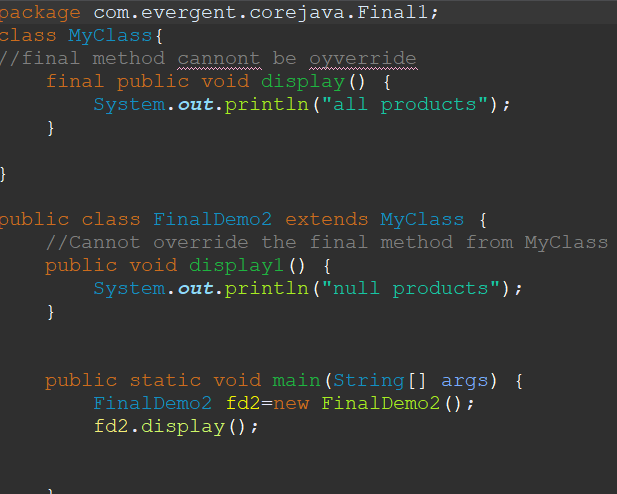 package com.evergent.corejava.Final1;
class MyClass{
//final method cannont be oyverride
    final public void display() {
        System.out.println("all products");
    }
}
public class FinalDemo2 extends MyClass {
    //Cannot override the final method from MyClass
    public void display1() {
        System.out.println("null products");
    }
    public static void main(String[] args) {
        FinalDemo2 fd2=new FinalDemo2();
        fd2.display();
    }